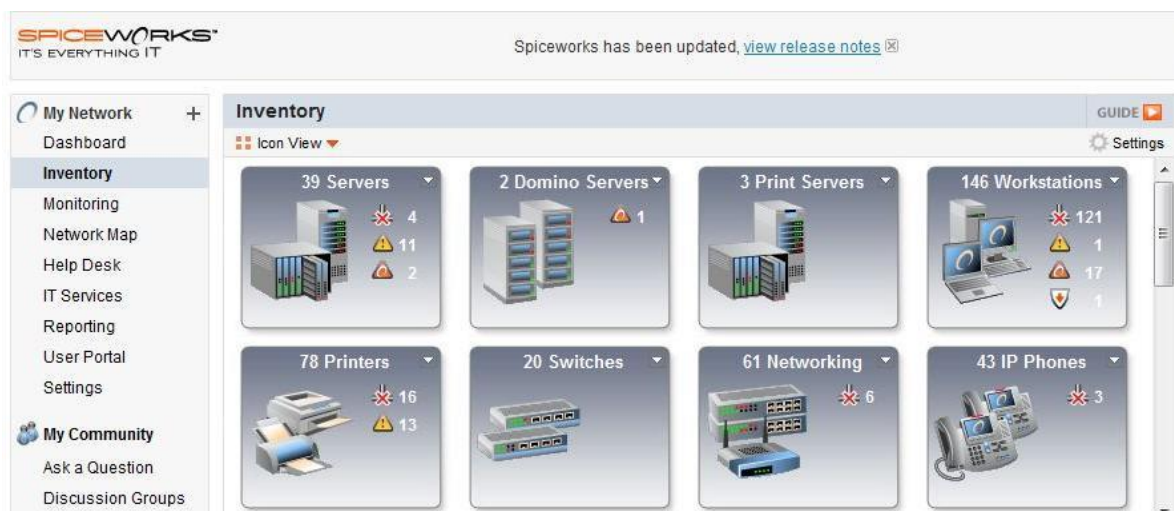 SPICEWORKS™
IT'S EVERYTHING IT
Spiceworks has been updated, view release notes
My Network +
Dashboard
Inventory
Monitoring
Network Map
Help Desk
IT Services
Reporting
User Portal
Settings
My Community
Ask a Question
Discussion Groups
Inventory
GUIDE
Icon View
Settings
39 Servers
4
11
2
2 Domino Servers
1
3 Print Servers
146 Workstations
121
1
17
1
78 Printers
16
13
20 Switches
61 Networking
6
43 IP Phones
3